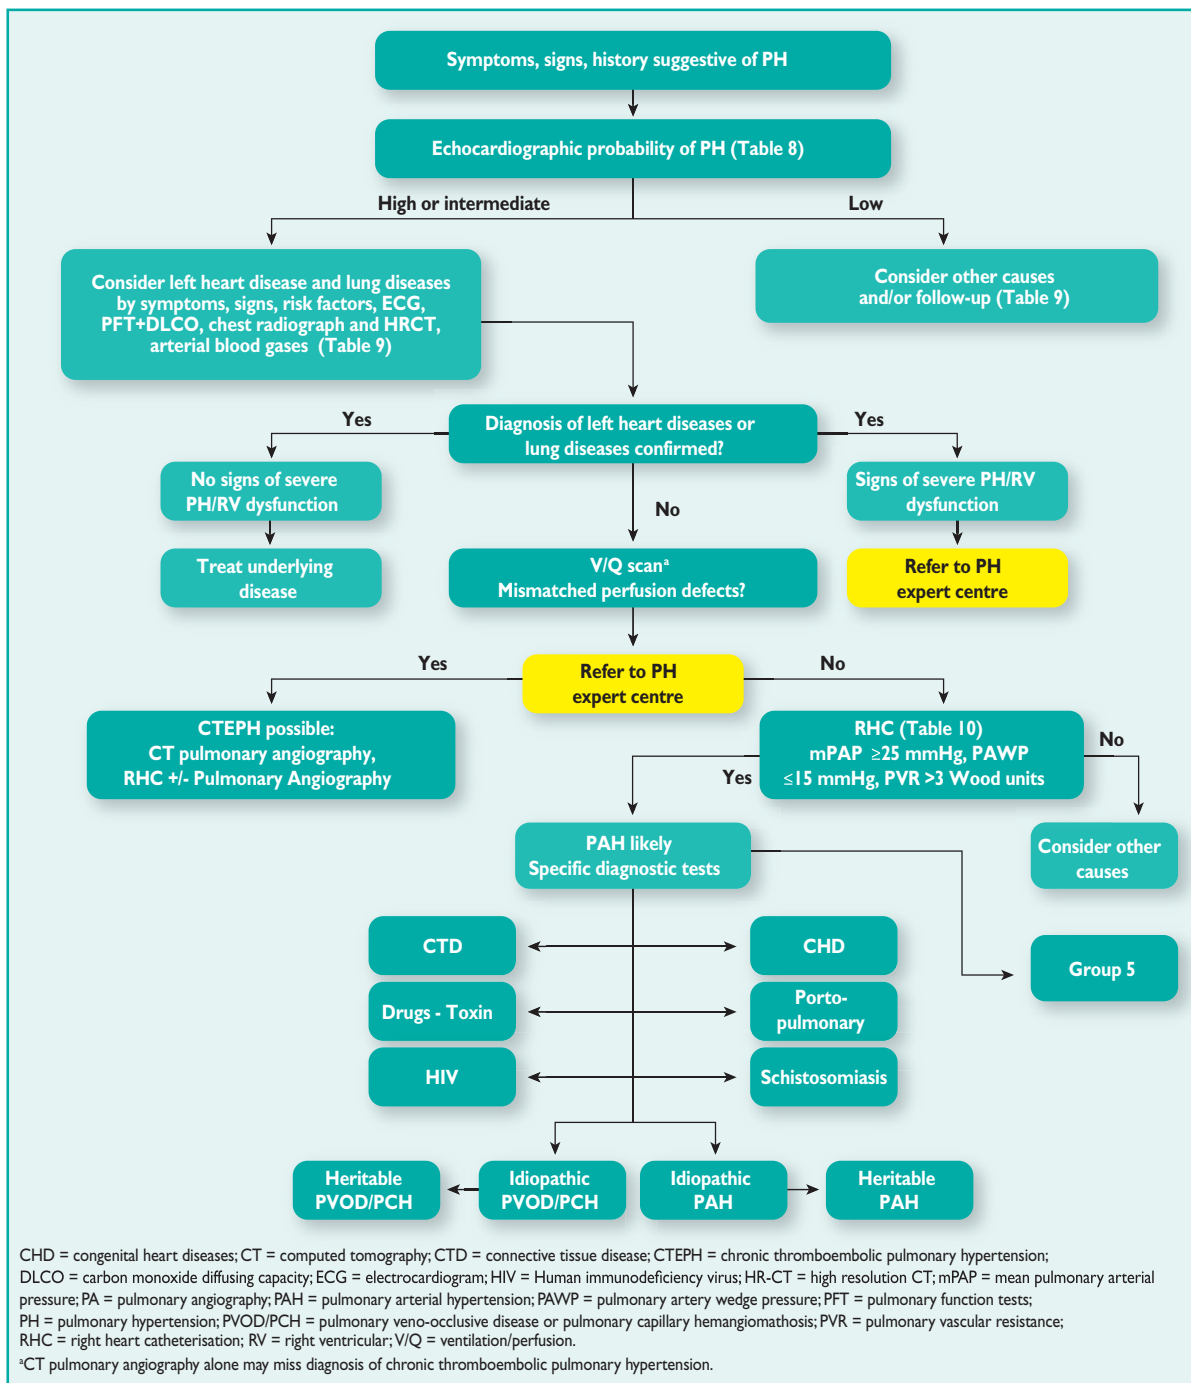 Symptoms, signs, history suggestive of PH
Echocardiographic probability of PH (Table 8)
High or intermediate
Low
Consider left heart disease and lung diseases
by symptoms, signs, risk factors, ECG,
PFT+DLCO, chest radiograph and HRCT,
arterial blood gases (Table 9)
Consider other causes
and/or follow-up (Table 9)
Yes
Diagnosis of left heart diseases or
lung diseases confirmed?
Yes
No signs of severe
PH/RV dysfunction
Signs of severe PH/RV
dysfunction
No
Treat underlying
disease
V/Q scanᵃ
Mismatched perfusion defects?
Refer to PH
expert centre
Yes
Refer to PH
expert centre
No
CTEPH possible:
CT pulmonary angiography,
RHC +/- Pulmonary Angiography
RHC (Table 10)
mPAP ≥25 mmHg, PAWP
≤15 mmHg, PVR >3 Wood units
No
Yes
PAH likely
Specific diagnostic tests
Consider other
causes
CTD
CHD
Group 5
Drugs - Toxin
Porto-
pulmonary
HIV
Schistosomiasis
Heritable
PVOD/PCH
Idiopathic
PVOD/PCH
Idiopathic
PAH
Heritable
PAH
CHD = congenital heart diseases; CT = computed tomography; CTD = connective tissue disease; CTEPH = chronic thromboembolic pulmonary hypertension;
DLCO = carbon monoxide diffusing capacity; ECG = electrocardiogram; HIV = Human immunodeficiency virus; HR-CT = high resolution CT; mPAP = mean pulmonary arterial
pressure; PA = pulmonary angiography; PAH = pulmonary arterial hypertension; PAWP = pulmonary artery wedge pressure; PFT = pulmonary function tests;
PH = pulmonary hypertension; PVOD/PCH = pulmonary veno-occlusive disease or pulmonary capillary hemangiomathosis; PVR = pulmonary vascular resistance;
RHC = right heart catheterisation; RV = right ventricular; V/Q = ventilation/perfusion.
ᵃCT pulmonary angiography alone may miss diagnosis of chronic thromboembolic pulmonary hypertension.